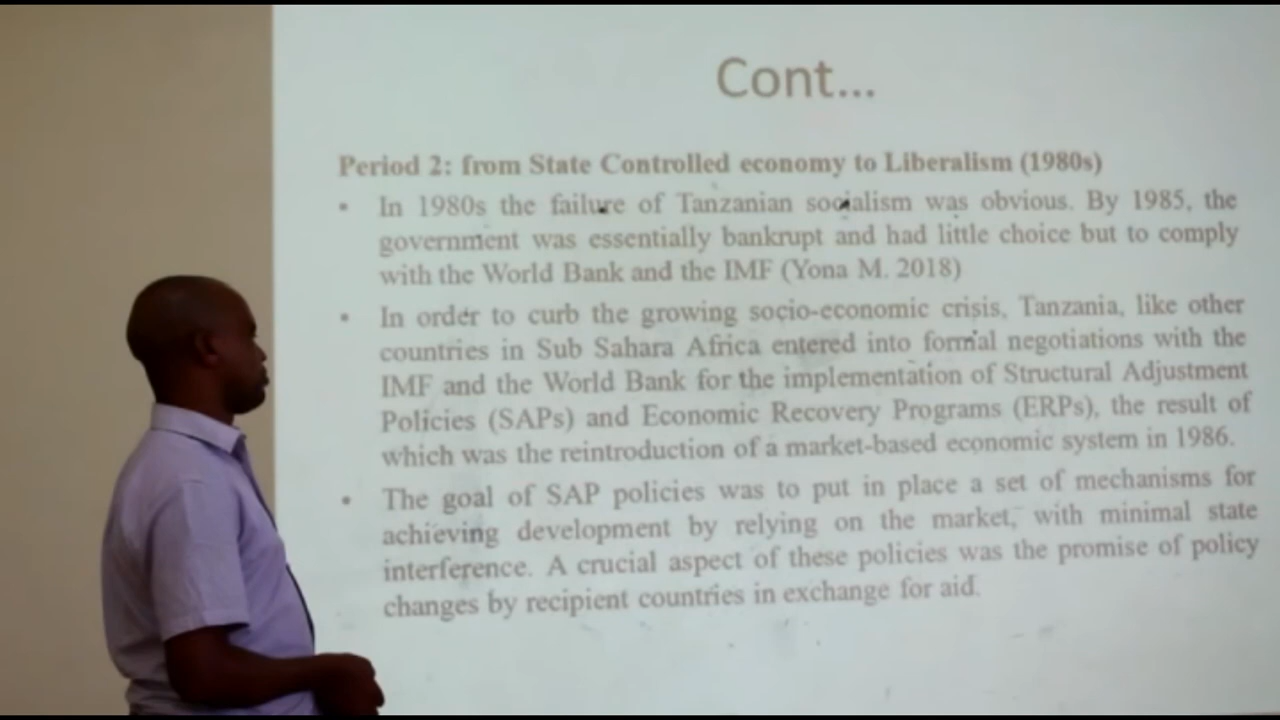 Cont...
Period 2: from State Controlled economy to Liberalism (1980s)
• In 1980s the failure of Tanzanian socialism was obvious. By 1985, the
government was essentially bankrupt and had little choice but to comply
with the World Bank and the IMF (Yona M. 2018)
• In order to curb the growing socio-economic crisis, Tanzania, like other
countries in Sub Sahara Africa entered into formal negotiations with the
IMF and the World Bank for the implementation of Structural Adjustment
Policies (SAPs) and Economic Recovery Programs (ERPs), the result of
which was the reintroduction of a market-based economic system in 1986.
• The goal of SAP policies was to put in place a set of mechanisms for
achieving development by relying on the market, with minimal state
interference. A crucial aspect of these policies was the promise of policy
changes by recipient countries in exchange for aid.